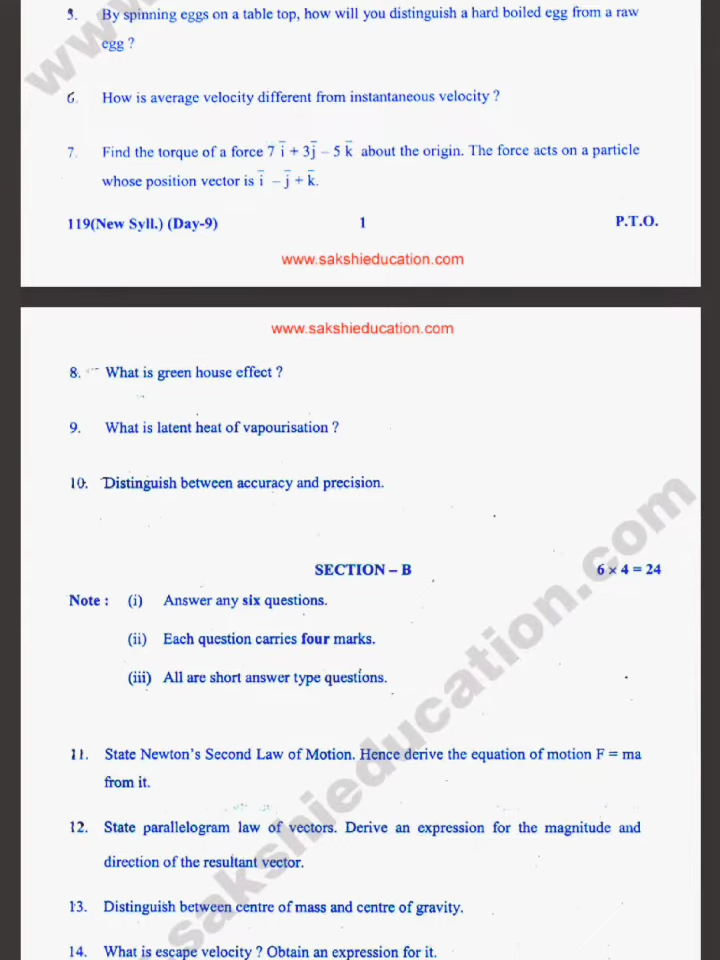 5. By spinning eggs on a table top, how will you distinguish a hard boiled egg from a raw
egg ?
6. How is average velocity different from instantaneous velocity ?
7. Find the torque of a force 7 i̅ + 3j̅ – 5 k̅ about the origin. The force acts on a particle
whose position vector is i̅ – j̅ + k̅.
119(New Syll.) (Day-9) 1 P.T.O.
www.sakshieducation.com
www.sakshieducation.com
8. What is green house effect ?
9. What is latent heat of vapourisation ?
10. Distinguish between accuracy and precision.
SECTION – B 6 × 4 = 24
Note : (i) Answer any six questions.
(ii) Each question carries four marks.
(iii) All are short answer type questions.
11. State Newton's Second Law of Motion. Hence derive the equation of motion F = ma
from it.
12. State parallelogram law of vectors. Derive an expression for the magnitude and
direction of the resultant vector.
13. Distinguish between centre of mass and centre of gravity.
14. What is escape velocity ? Obtain an expression for it.
www
.sakshieducation.com